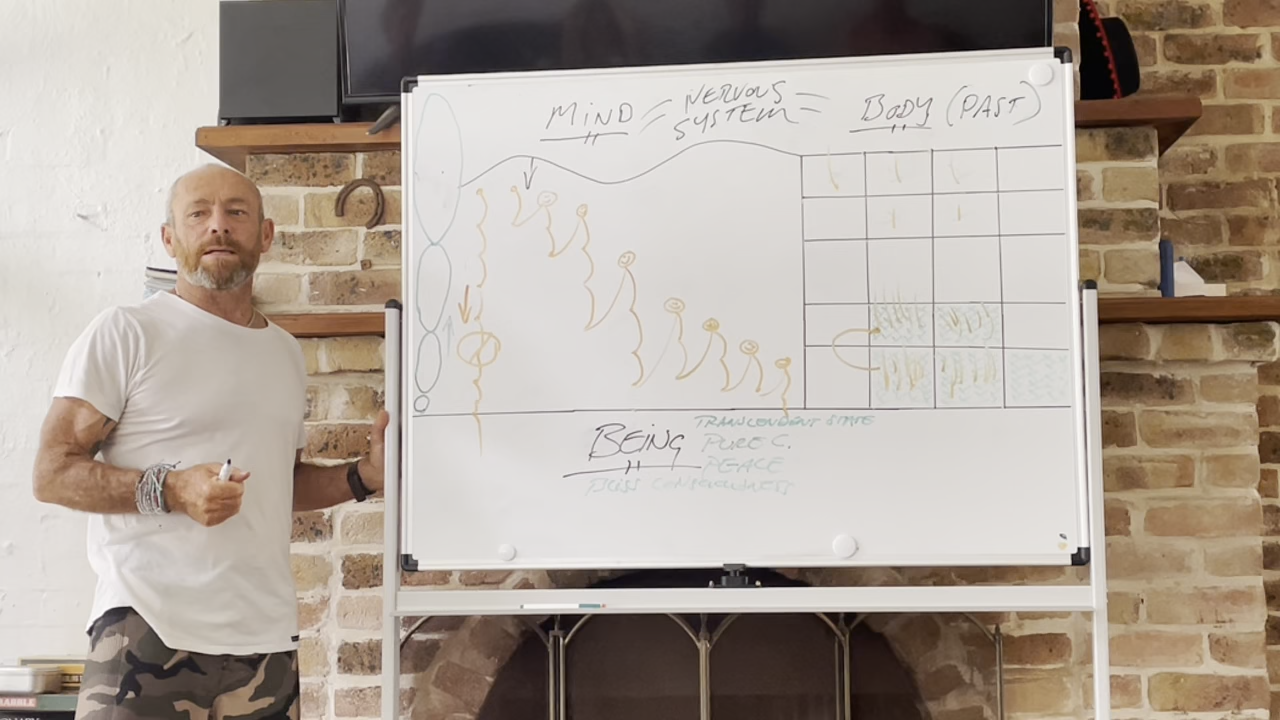 MIND = NERVOUS SYSTEM = BODY (PAST)
TRANSCENDENT STATE
BEING PURE C.
PEACE
BLISS CONSCIOUSNESS